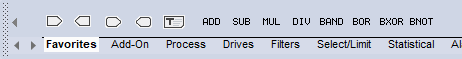 T ADD SUB MUL DIV BAND BOR BXOR BNOT
Favorites Add-On Process Drives Filters Select/Limit Statistical